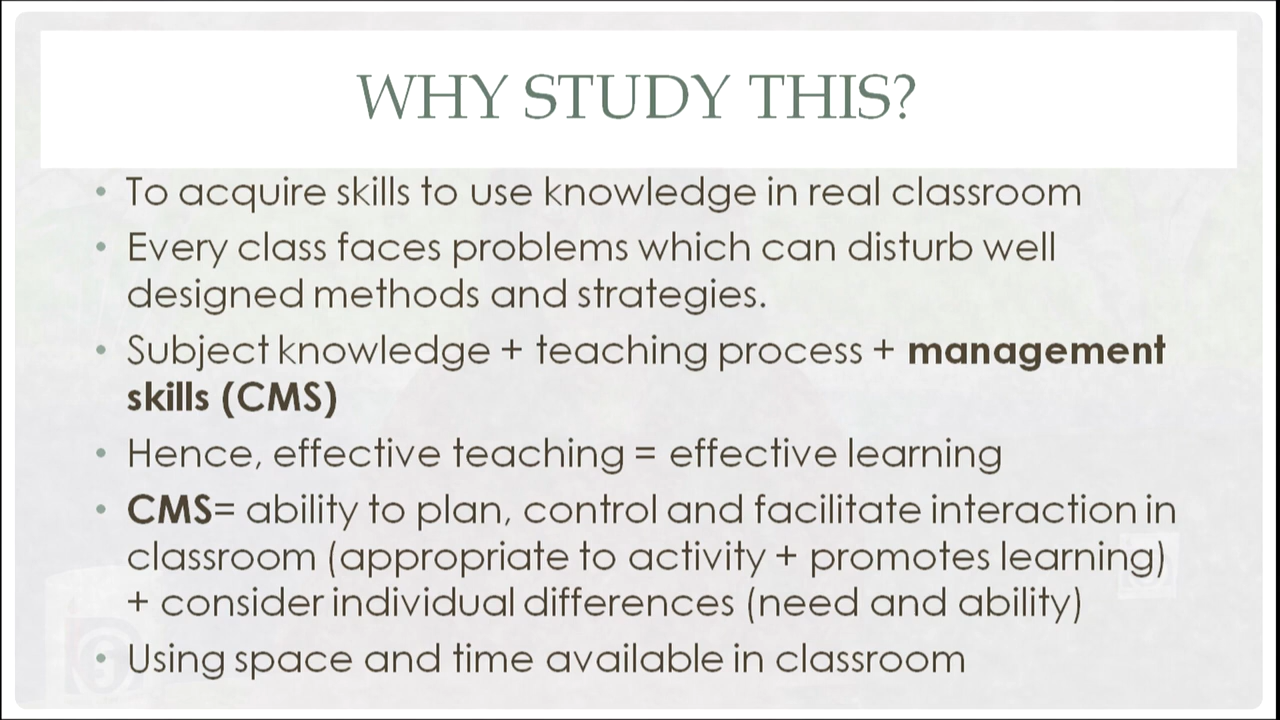 WHY STUDY THIS?
• To acquire skills to use knowledge in real classroom
• Every class faces problems which can disturb well
designed methods and strategies.
• Subject knowledge + teaching process + management
skills (CMS)
• Hence, effective teaching = effective learning
• CMS= ability to plan, control and facilitate interaction in
classroom (appropriate to activity + promotes learning)
+ consider individual differences (need and ability)
• Using space and time available in classroom